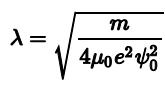 λ = √(m / (4μ₀e²ψ₀²))